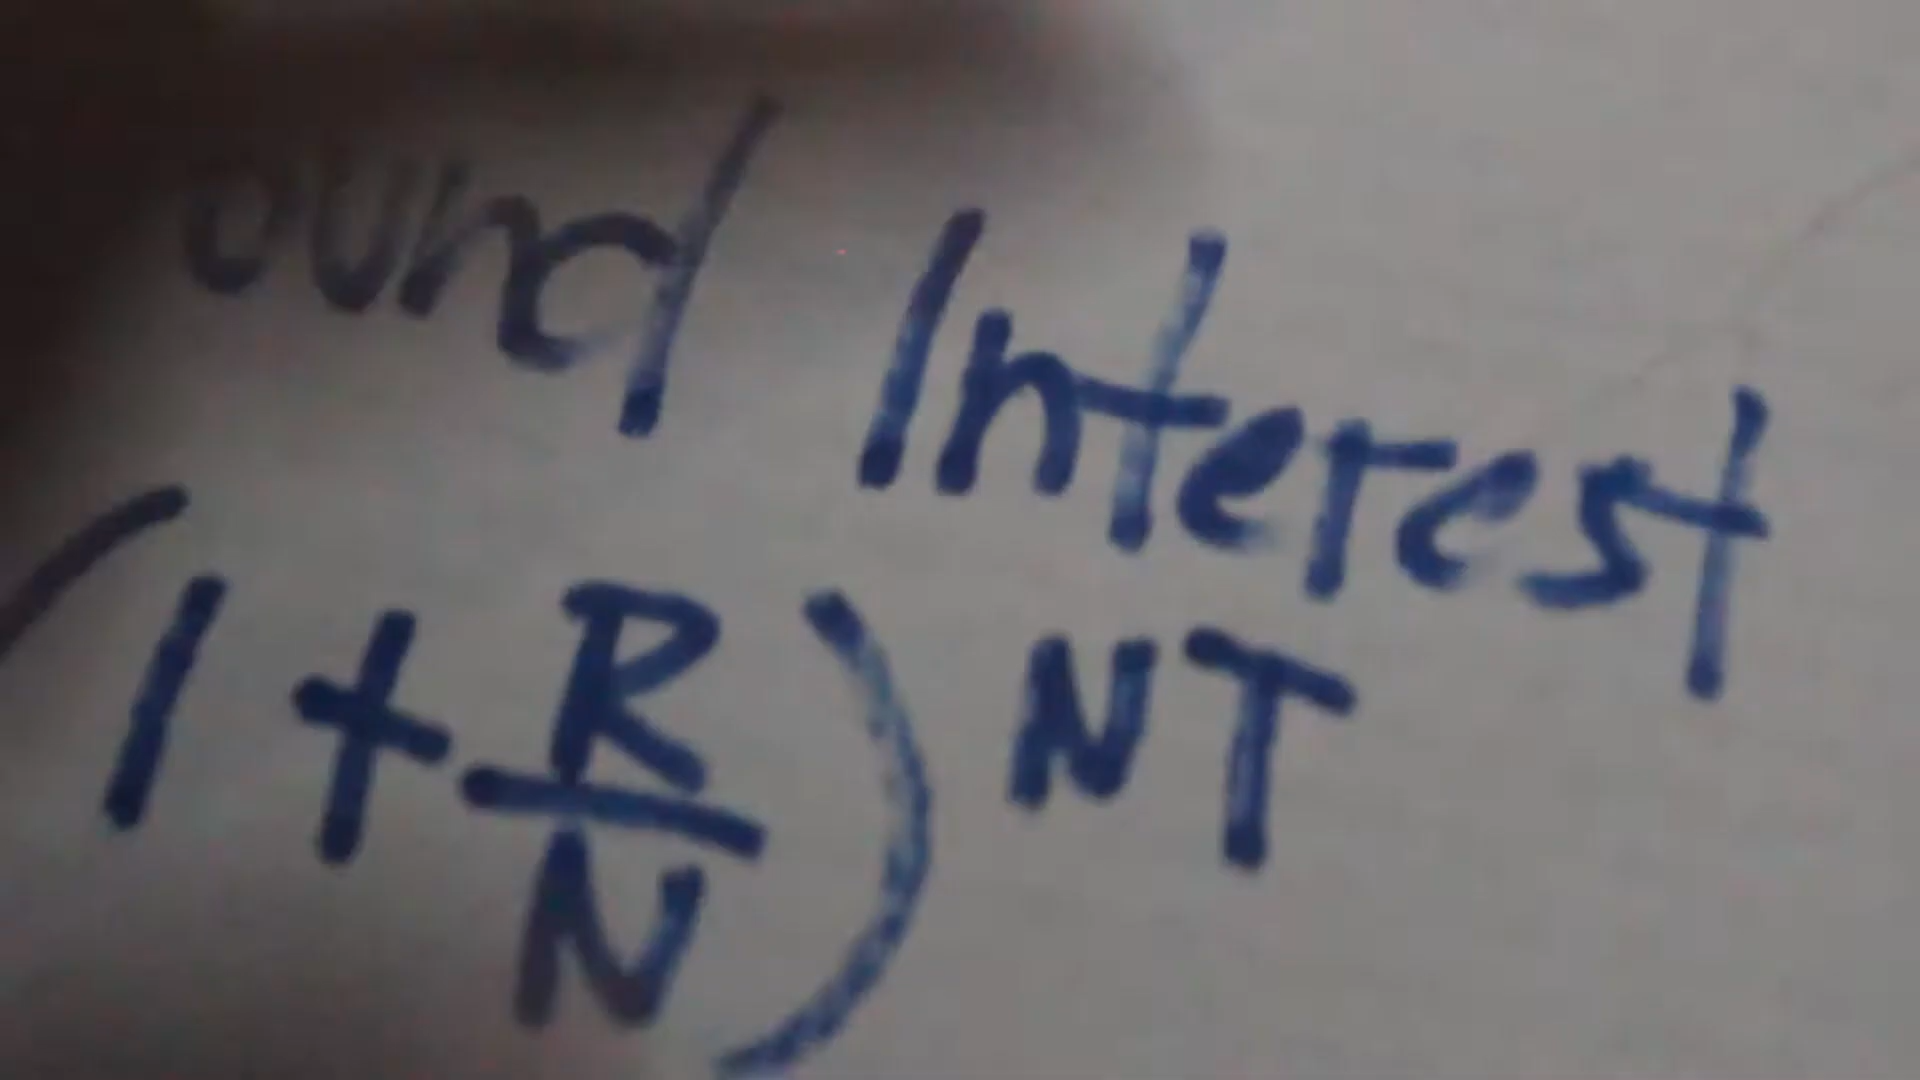 ound Interest
(1 + R/N) NT